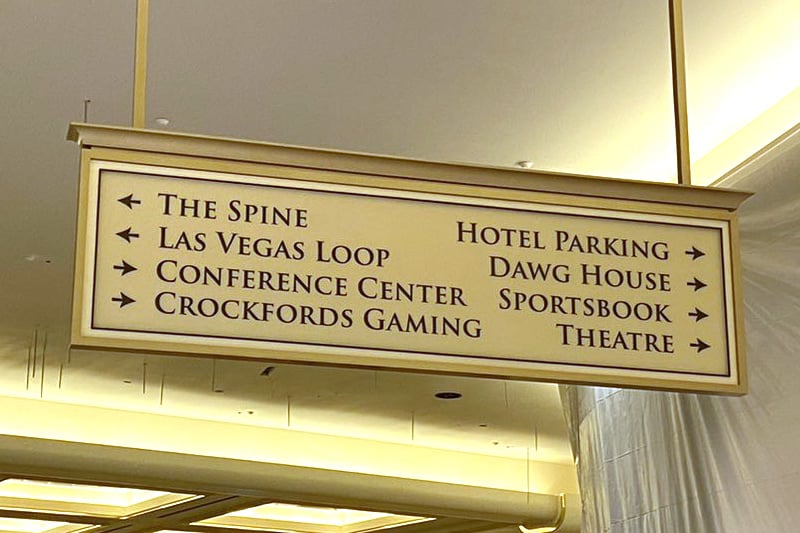 ← The Spine
← Las Vegas Loop
→ Conference Center
→ Crockfords Gaming
Hotel Parking →
Dawg House →
Sportsbook →
Theatre →